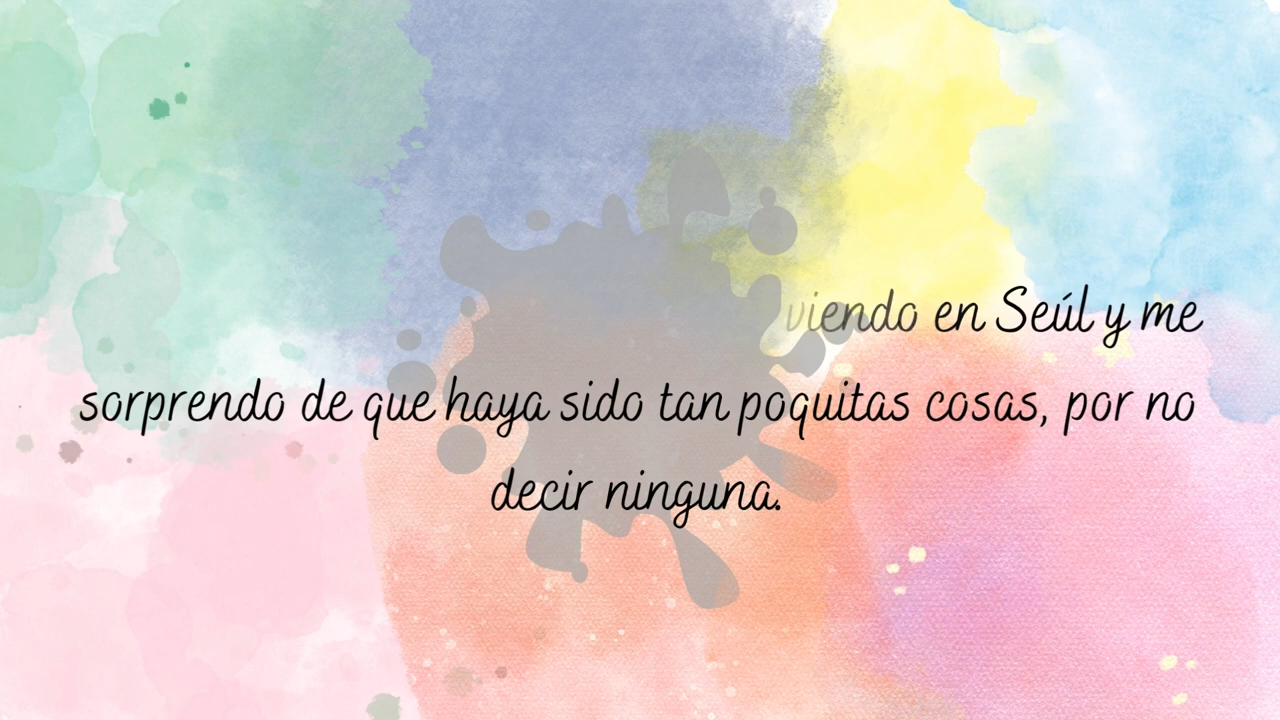 viendo en Seúl y me
sorprendo de que haya sido tan poquitas cosas, por no
decir ninguna.